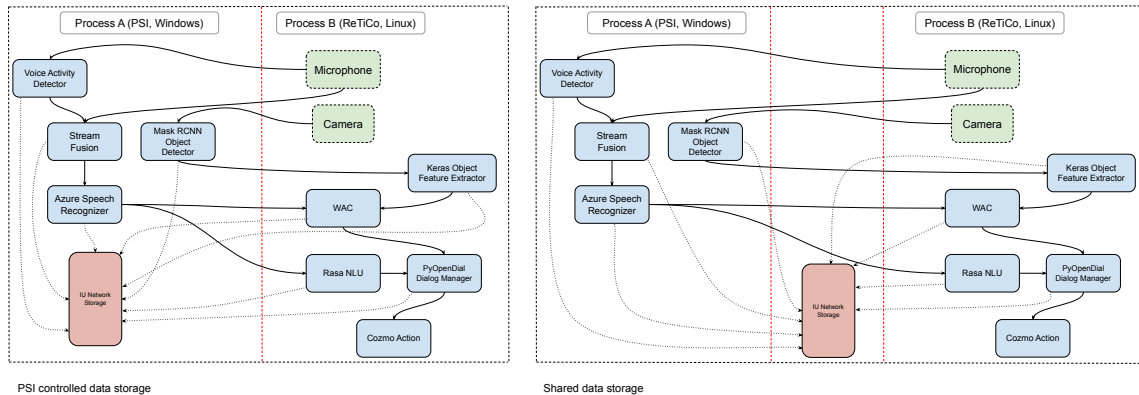 Process A (PSI, Windows)
Process B (ReTiCo, Linux)
Voice Activity
Detector
Microphone
Camera
Stream
Fusion
Mask RCNN
Object
Detector
Keras Object
Feature Extractor
Azure Speech
Recognizer
WAC
IU Network
Storage
Rasa NLU
PyOpenDial
Dialog Manager
Cozmo Action
PSI controlled data storage
Process A (PSI, Windows)
Process B (ReTiCo, Linux)
Voice Activity
Detector
Microphone
Camera
Stream
Fusion
Mask RCNN
Object
Detector
Keras Object
Feature Extractor
Azure Speech
Recognizer
WAC
IU Network
Storage
Rasa NLU
PyOpenDial
Dialog Manager
Cozmo Action
Shared data storage